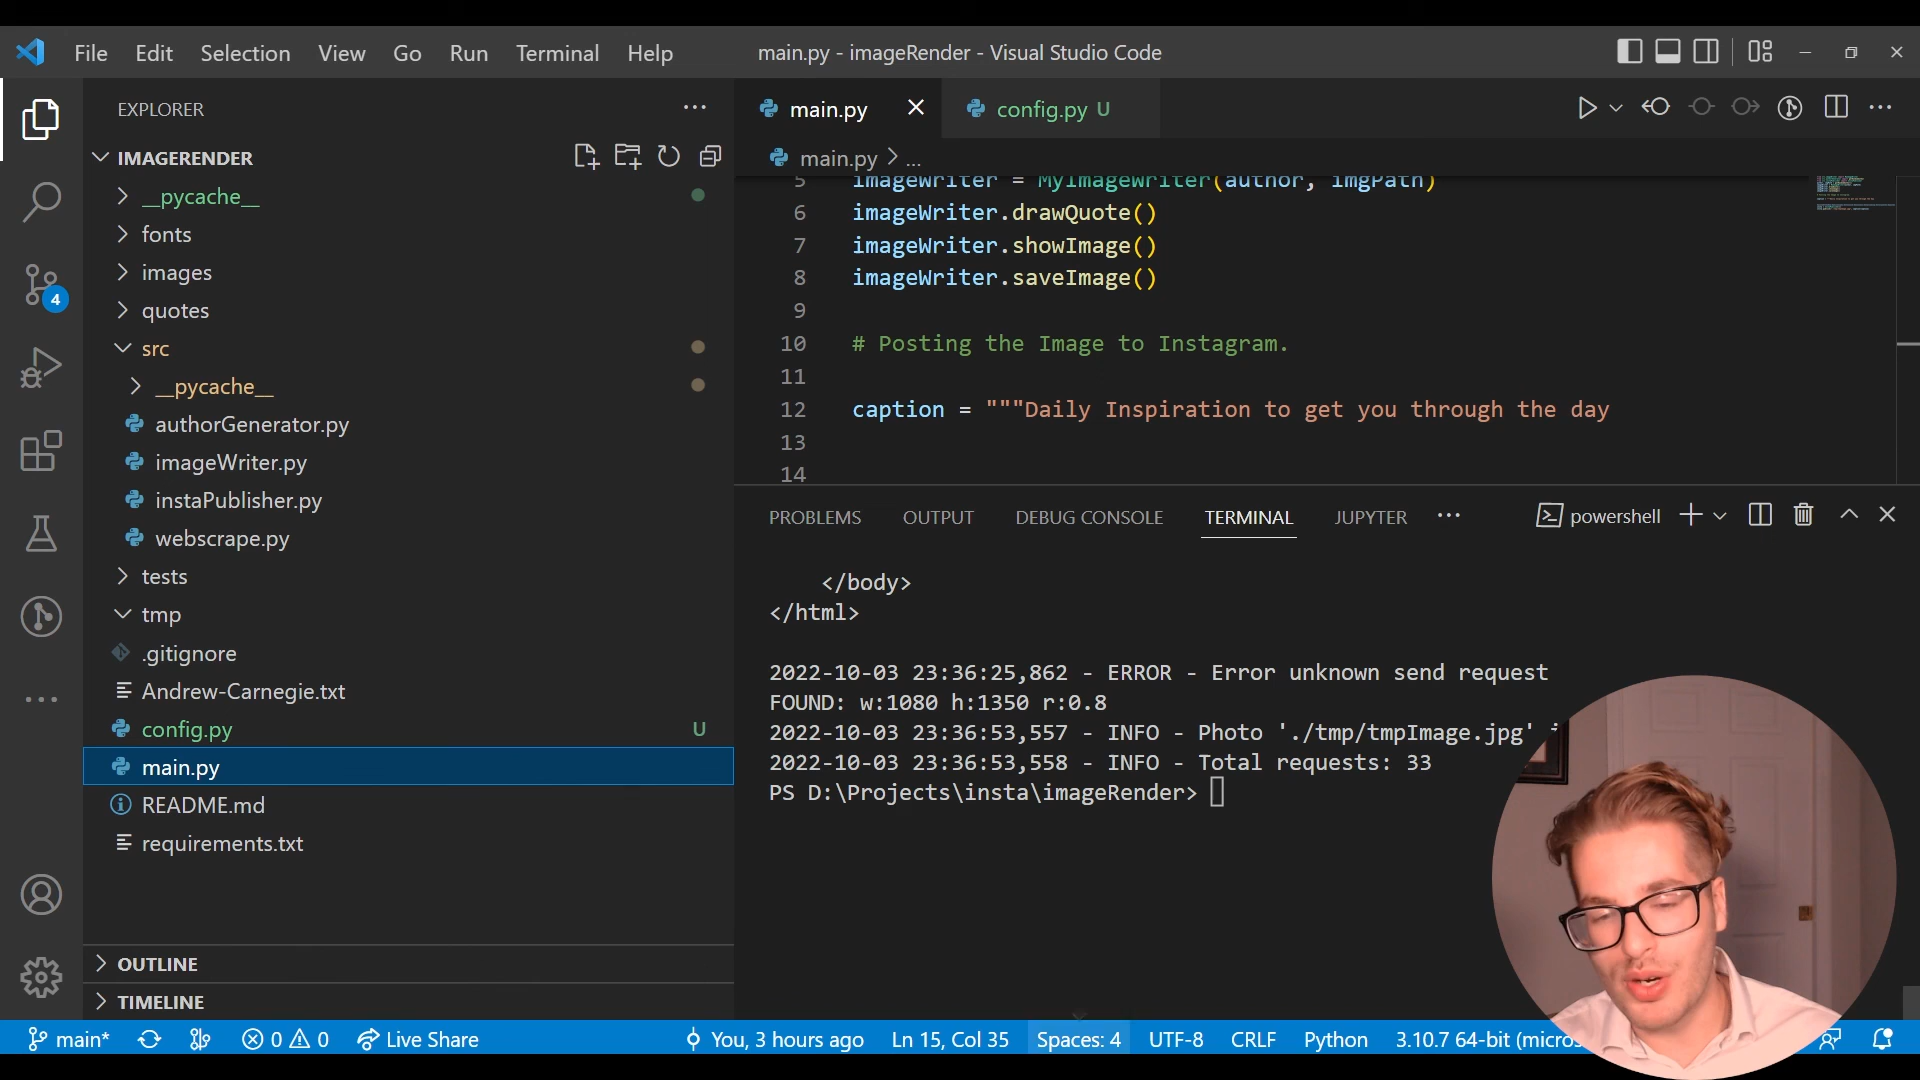 File Edit Selection View Go Run Terminal Help
main.py - imageRender - Visual Studio Code
EXPLORER
IMAGERENDER
__pycache__
fonts
images
quotes
src
__pycache__
authorGenerator.py
imageWriter.py
instaPublisher.py
webscrape.py
tests
tmp
.gitignore
Andrew-Carnegie.txt
config.py U
main.py
README.md
requirements.txt
OUTLINE
TIMELINE
4
main.py
config.py U
main.py > ...
5 imageWriter = MyImageWriter(author, imgPath)
6 imageWriter.drawQuote()
7 imageWriter.showImage()
8 imageWriter.saveImage()
9
10 # Posting the Image to Instagram.
11
12 caption = """Daily Inspiration to get you through the day
13
14
PROBLEMS OUTPUT DEBUG CONSOLE TERMINAL JUPYTER ... powershell
</body>
</html>
2022-10-03 23:36:25,862 - ERROR - Error unknown send request
FOUND: w:1080 h:1350 r:0.8
2022-10-03 23:36:53,557 - INFO - Photo './tmp/tmpImage.jpg'
2022-10-03 23:36:53,558 - INFO - Total requests: 33
PS D:\Projects\insta\imageRender>
main* 0 0 Live Share You, 3 hours ago Ln 15, Col 35 Spaces: 4 UTF-8 CRLF Python 3.10.7 64-bit